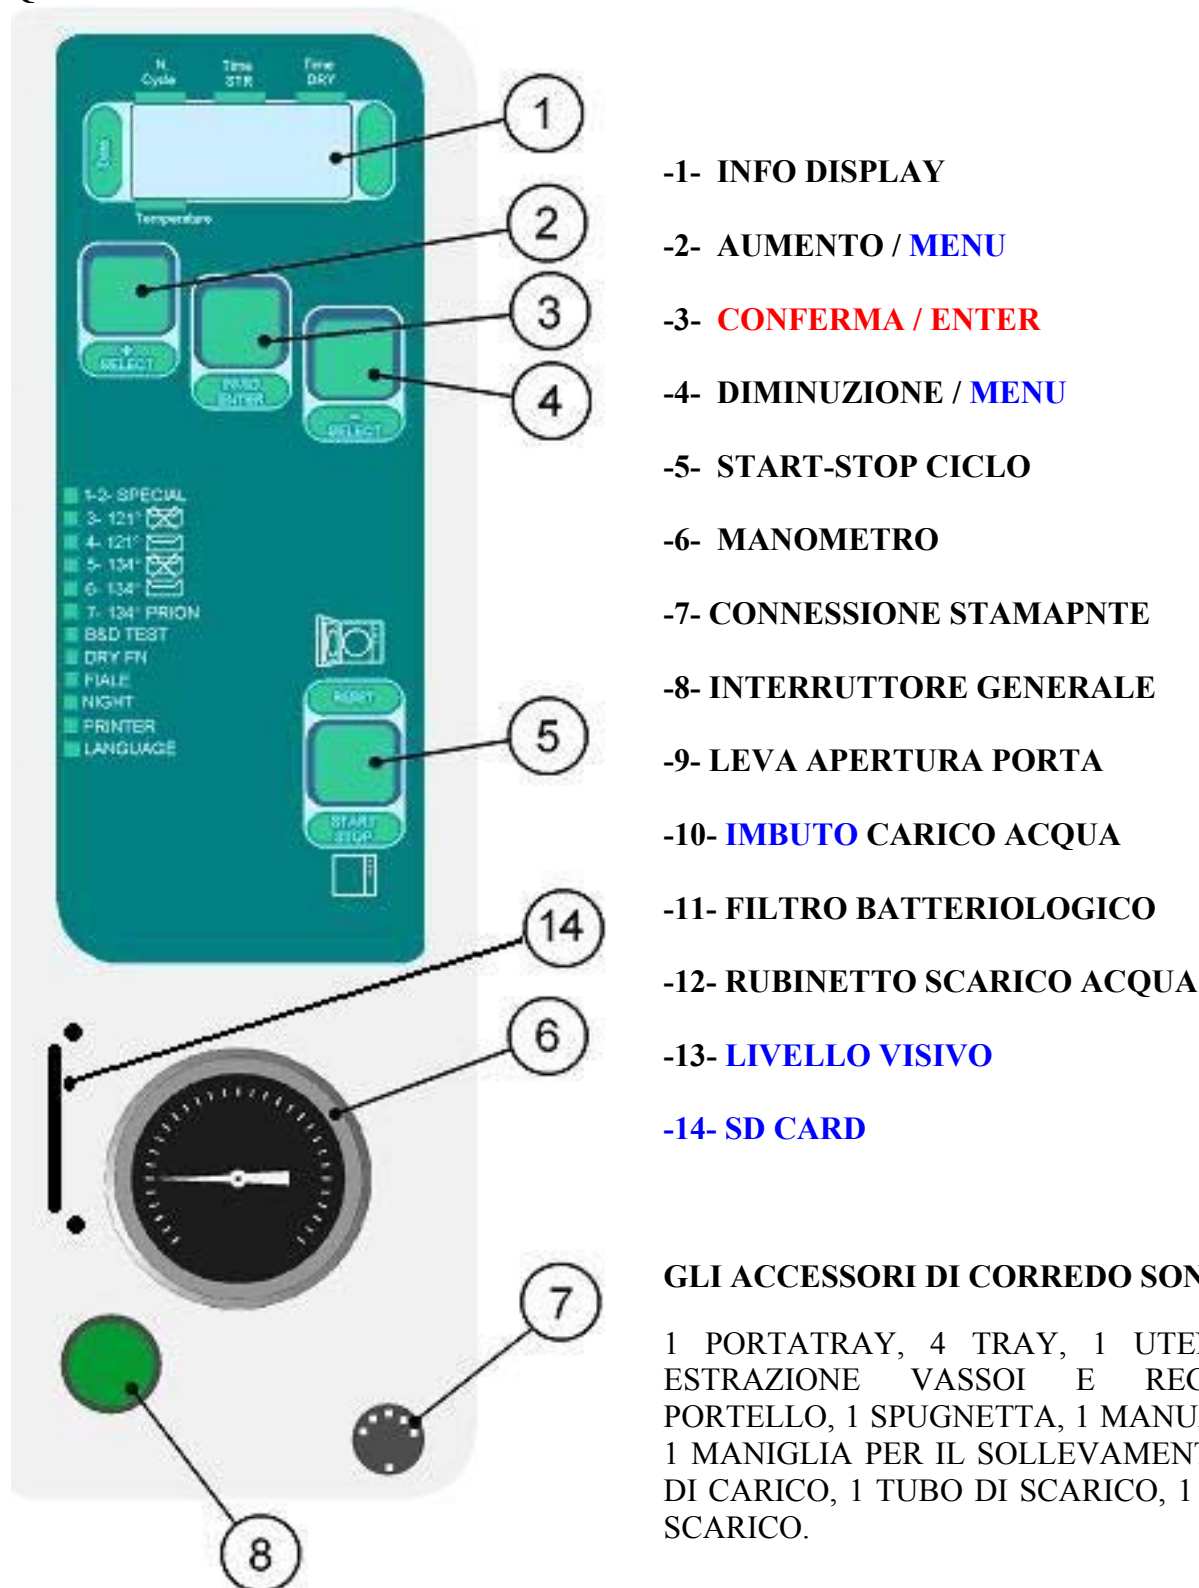 N. Cycle
Time STR
Time DRY
Temperature
+
SELECT
INVIO
ENTER
-
SELECT
1-2- SPECIAL
3- 121°
4- 121°
5- 134°
6- 134°
7- 134° PRION
B&D TEST
DRY FN
FIALE
NIGHT
PRINTER
LANGUAGE
RESET
START
STOP
1
2
3
4
5
14
6
7
8
-1- INFO DISPLAY
-2- AUMENTO / MENU
-3- CONFERMA / ENTER
-4- DIMINUZIONE / MENU
-5- START-STOP CICLO
-6- MANOMETRO
-7- CONNESSIONE STAMAPNTE
-8- INTERRUTTORE GENERALE
-9- LEVA APERTURA PORTA
-10- IMBUTO CARICO ACQUA
-11- FILTRO BATTERIOLOGICO
-12- RUBINETTO SCARICO ACQUA
-13- LIVELLO VISIVO
-14- SD CARD
GLI ACCESSORI DI CORREDO SON
1 PORTATRAY, 4 TRAY, 1 UTE
ESTRAZIONE VASSOI E REG
PORTELLO, 1 SPUGNETTA, 1 MANU
1 MANIGLIA PER IL SOLLEVAMEN
DI CARICO, 1 TUBO DI SCARICO, 1
SCARICO.